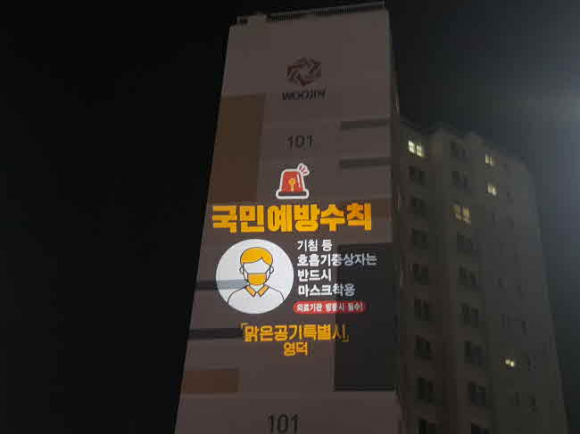 WOOJIN
101
국민예방수칙
기침 등
호흡기증상자는
반드시
마스크착용
의료기관 방문시 필수!
「맑은공기특별시」
영덕
101